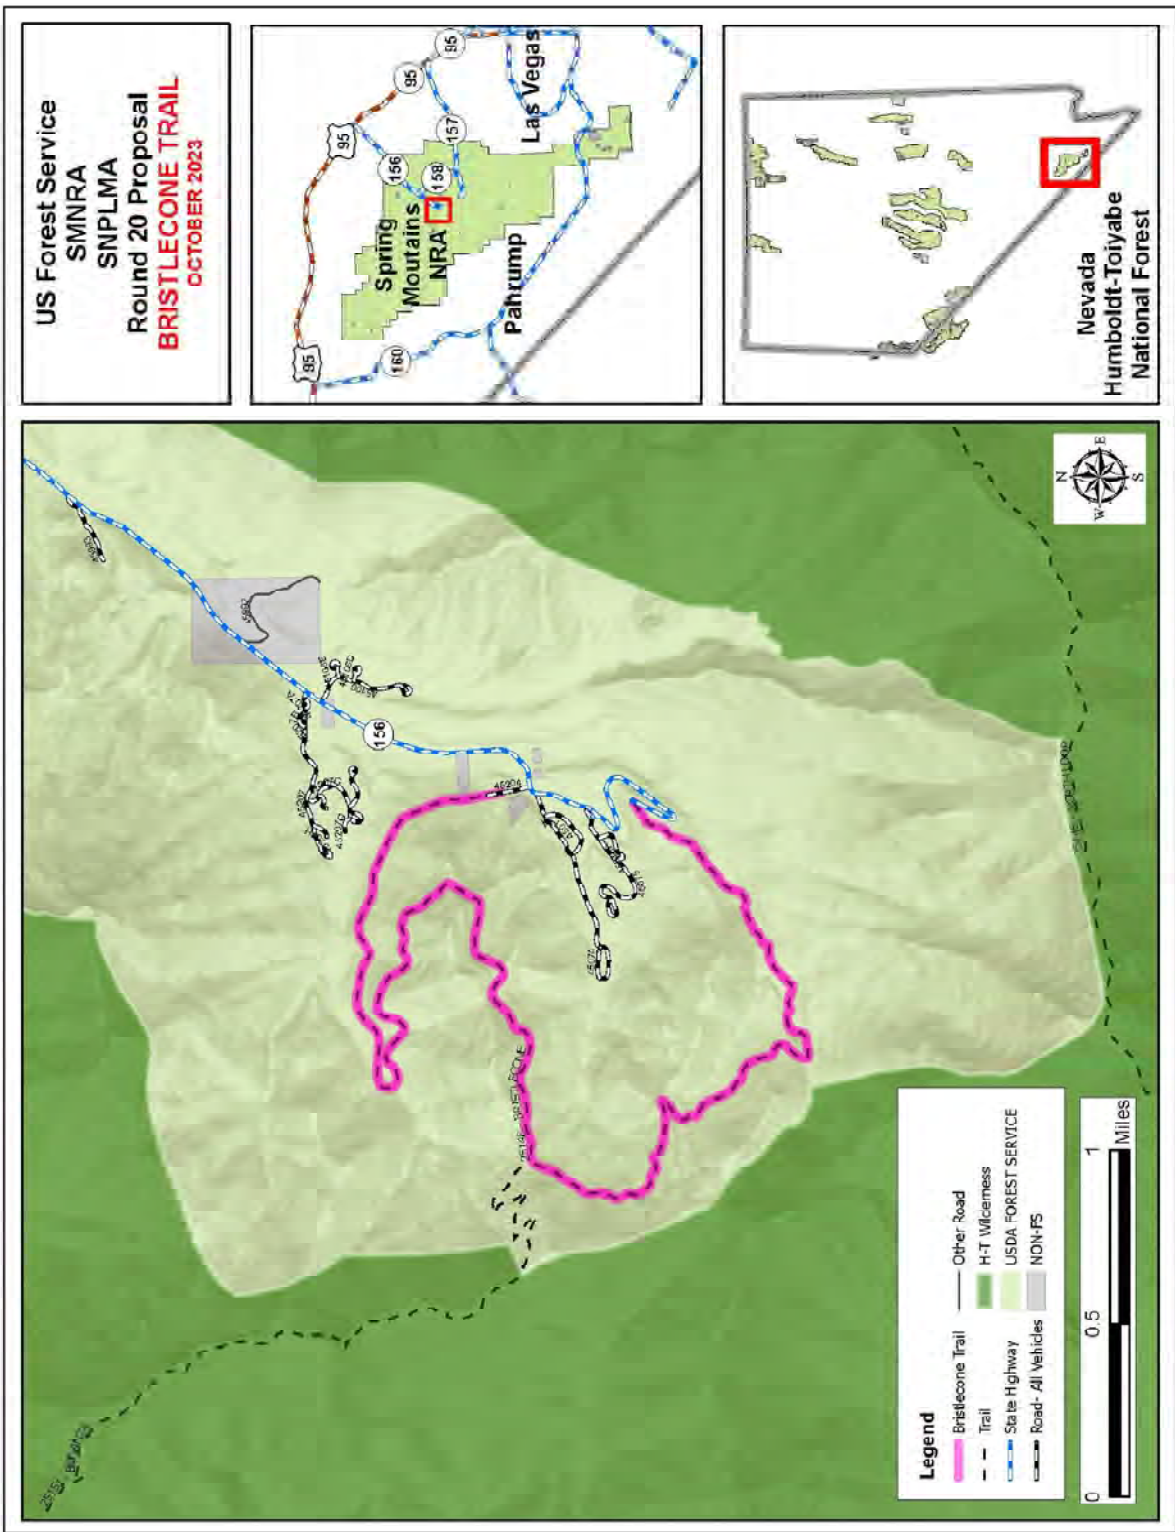 US Forest Service
SMNRA
SNPLMA
Round 20 Proposal
BRISTLECONE TRAIL
OCTOBER 2023
95
95
95
95
156
157
158
160
Spring
Moutains
NRA
Las Vegas
Pahrump
Nevada
Humboldt-Toiyabe
National Forest
156
45992
4590A
BRISTLECONE
N
W
E
S
Legend
Bristlecone Trail
Trail
State Highway
Road- All Vehicles
Other Road
H-T Wilderness
USDA FOREST SERVICE
NON-FS
0
0.5
1
Miles